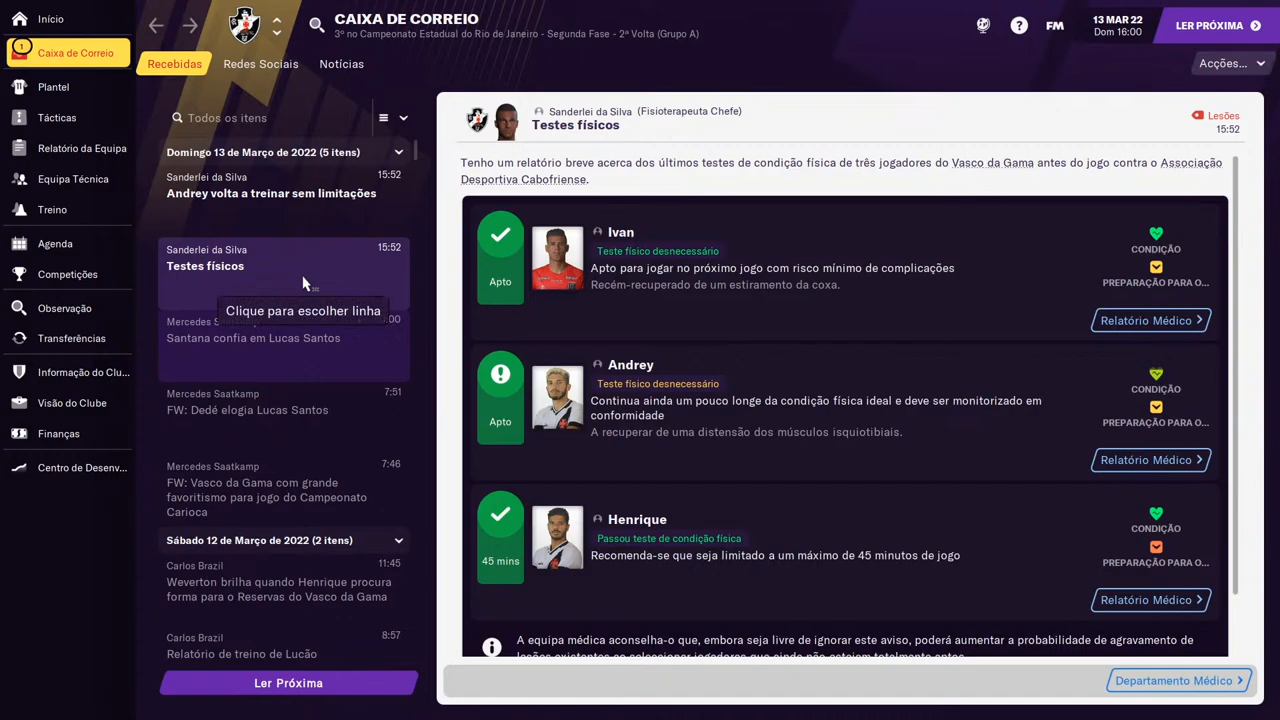 Início
1
Caixa de Correio
Plantel
Tácticas
Relatório da Equipa
Equipa Técnica
Treino
Agenda
Competições
Observação
Transferências
Informação do Clu...
Visão do Clube
Finanças
Centro de Desenv...
CAIXA DE CORREIO
3º no Campeonato Estadual do Rio de Janeiro - Segunda Fase - 2ª Volta (Grupo A)
FM
13 MAR 22
Dom 16:00
LER PRÓXIMA
Recebidas
Redes Sociais
Notícias
Acções...
Todos os itens
Domingo 13 de Março de 2022 (5 itens)
Sanderlei da Silva 15:52
Andrey volta a treinar sem limitações
Sanderlei da Silva 15:52
Testes físicos
Clique para escolher linha
Mercedes
Santana confia em Lucas Santos
Mercedes Saatkamp 7:51
FW: Dedé elogia Lucas Santos
Mercedes Saatkamp 7:46
FW: Vasco da Gama com grande
favoritismo para jogo do Campeonato
Carioca
Sábado 12 de Março de 2022 (2 itens)
Carlos Brazil 11:45
Weverton brilha quando Henrique procura
forma para o Reservas do Vasco da Gama
Carlos Brazil 8:57
Relatório de treino de Lucão
Ler Próxima
Sanderlei da Silva (Fisioterapeuta Chefe)
Testes físicos
Lesões
15:52
Tenho um relatório breve acerca dos últimos testes de condição física de três jogadores do Vasco da Gama antes do jogo contra o Associação
Desportiva Cabofriense.
Apto
Ivan
Teste físico desnecessário
Apto para jogar no próximo jogo com risco mínimo de complicações
Recém-recuperado de um estiramento da coxa.
CONDIÇÃO
PREPARAÇÃO PARA O...
Relatório Médico
Apto
Andrey
Teste físico desnecessário
Continua ainda um pouco longe da condição física ideal e deve ser monitorizado em
conformidade
A recuperar de uma distensão dos músculos isquiotibiais.
CONDIÇÃO
PREPARAÇÃO PARA O...
Relatório Médico
45 mins
Henrique
Passou teste de condição física
Recomenda-se que seja limitado a um máximo de 45 minutos de jogo
CONDIÇÃO
PREPARAÇÃO PARA O...
Relatório Médico
A equipa médica aconselha-o que, embora seja livre de ignorar este aviso, poderá aumentar a probabilidade de agravamento de
lesões existentes ao seleccionar jogadores que ainda não estejam totalmente aptos
Departamento Médico